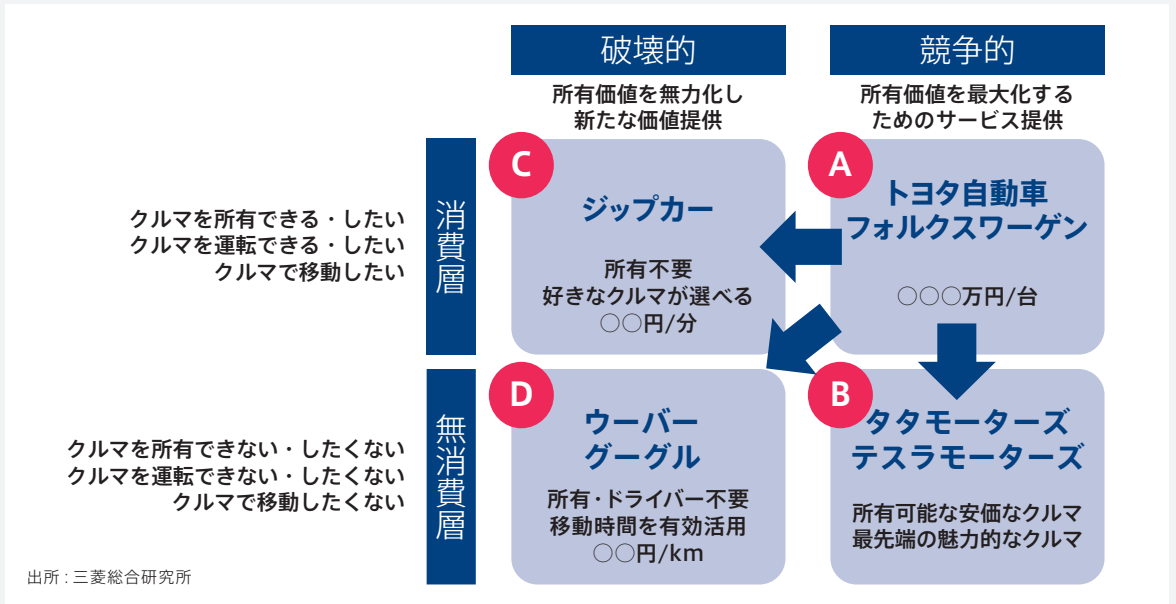 破壊的
競争的
所有価値を無力化し
新たな価値提供
所有価値を最大化する
ためのサービス提供
消費層
クルマを所有できる・したい
クルマを運転できる・したい
クルマで移動したい
C
ジップカー
所有不要
好きなクルマが選べる
○○円/分
A
トヨタ自動車
フォルクスワーゲン
○○○万円/台
無消費層
クルマを所有できない・したくない
クルマを運転できない・したくない
クルマで移動したくない
D
ウーバー
グーグル
所有・ドライバー不要
移動時間を有効活用
○○円/km
B
タタモーターズ
テスラモーターズ
所有可能な安価なクルマ
最先端の魅力的なクルマ
出所 : 三菱総合研究所